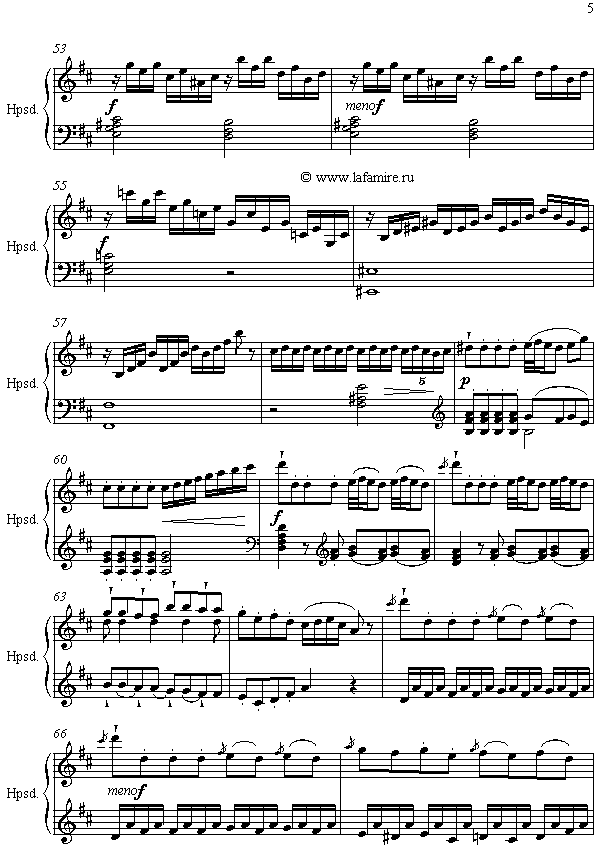 5
53
Hpsd.
f
meno f
© www.lafamire.ru
55
Hpsd.
f
57
Hpsd.
5
p
60
Hpsd.
f
63
Hpsd.
66
Hpsd.
meno f